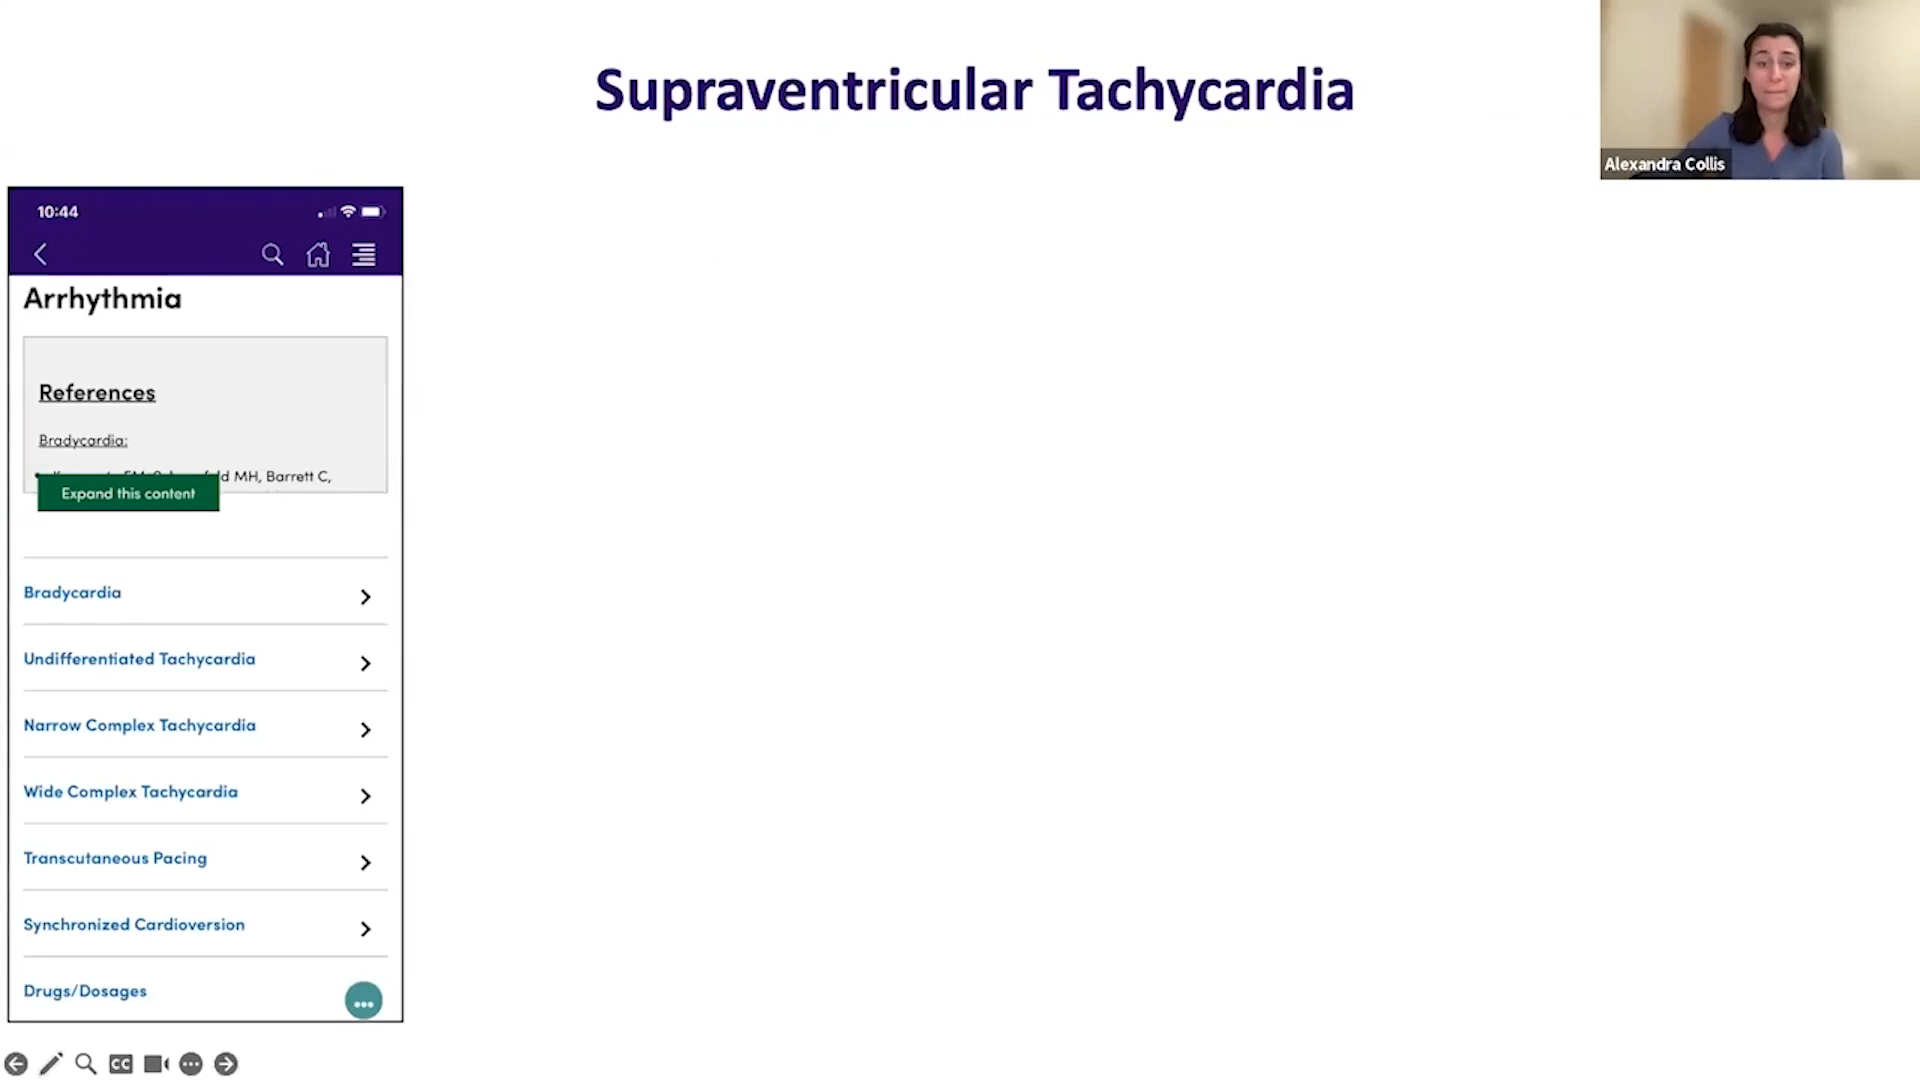 Supraventricular Tachycardia
Alexandra Collis
10:44
Arrhythmia
References
Bradycardia:
d MH, Barrett C,
Expand this content
Bradycardia
Undifferentiated Tachycardia
Narrow Complex Tachycardia
Wide Complex Tachycardia
Transcutaneous Pacing
Synchronized Cardioversion
Drugs/Dosages
CC